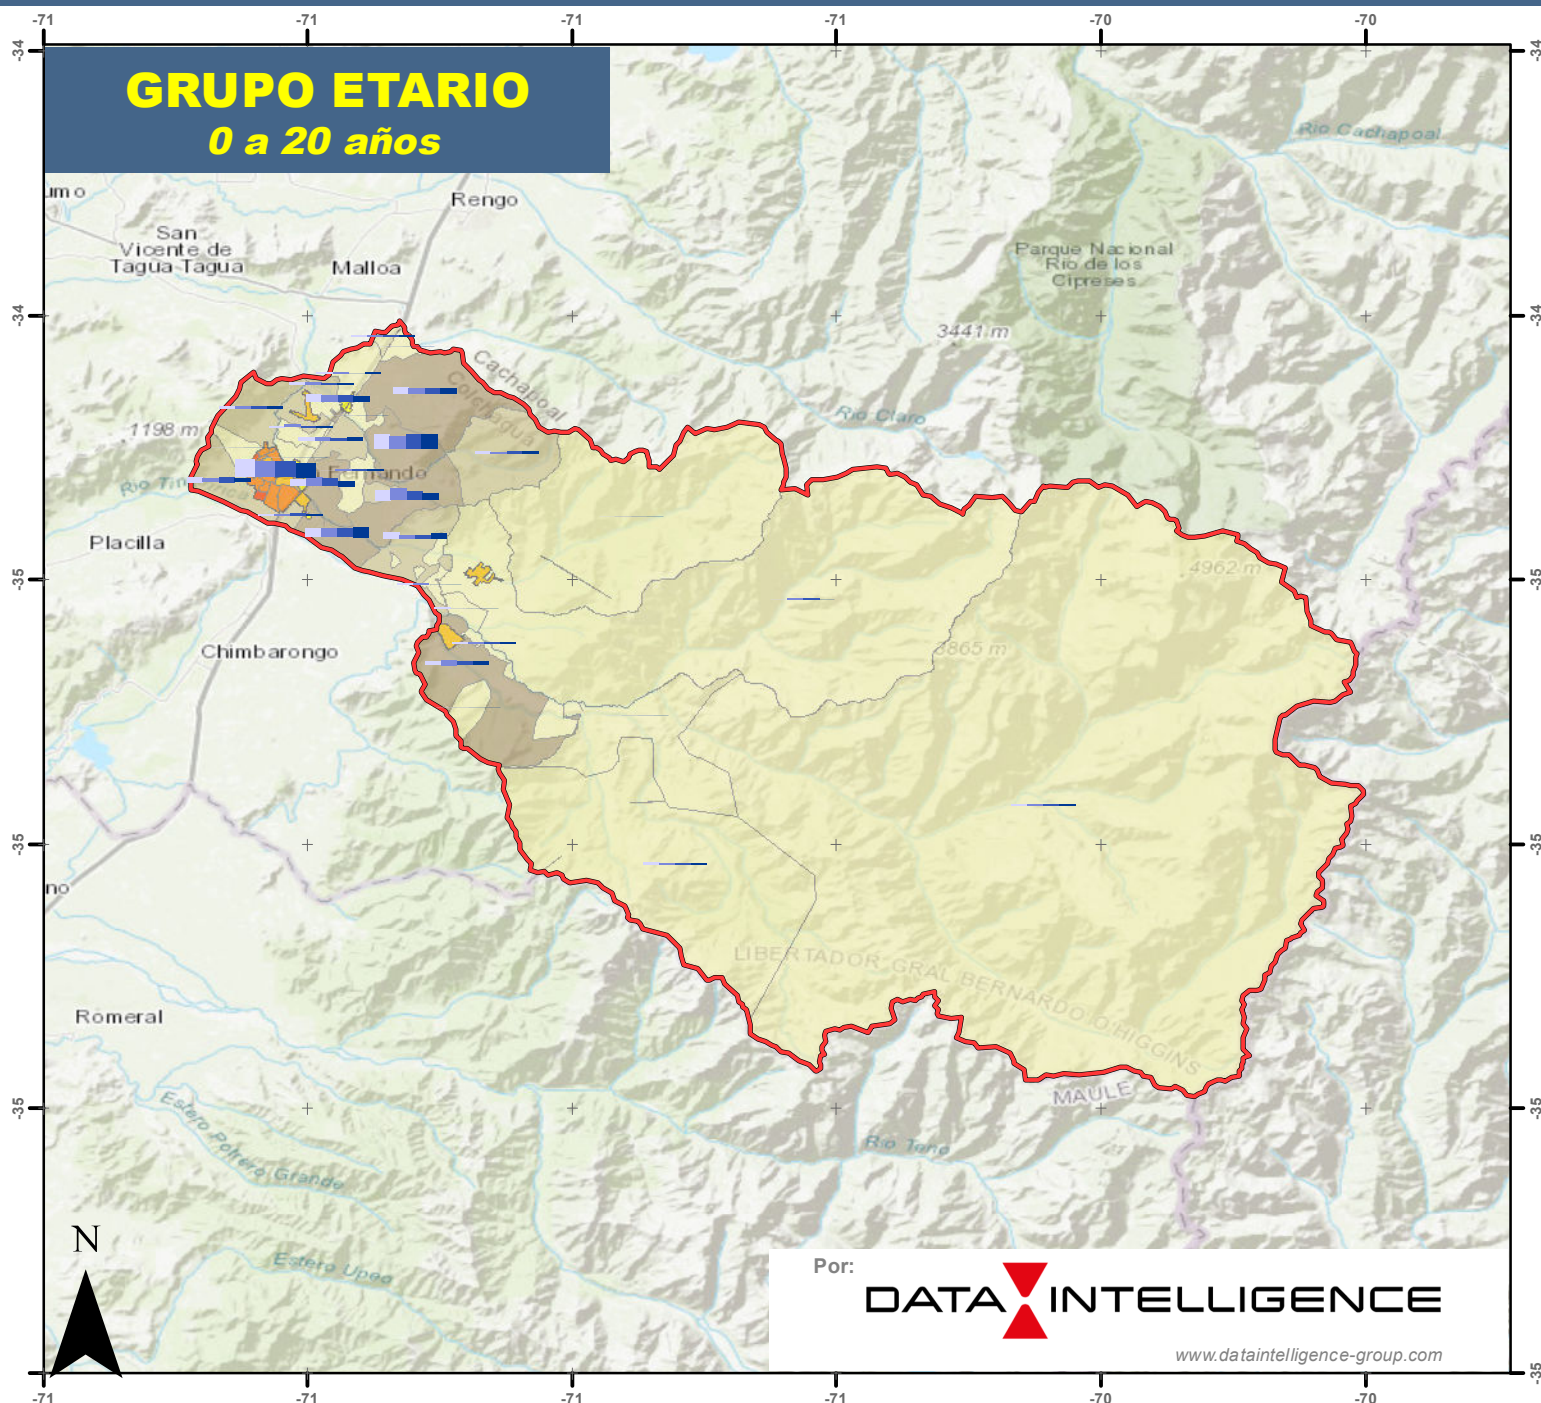 -71
-71
-71
-71
-70
-70
-34
-34
GRUPO ETARIO
0 a 20 años
Río Cachapoal
Rengo
San
Vicente de
Tagua Tagua
Malloa
Parque Nacional
Río de los
Cipreses
-34
-34
3441 m
Cachapoal
Colchagua
Río Claro
1198 m
Fernando
Placilla
4962 m
-35
-35
Chimbarongo
3865 m
-35
-35
LIBERTADOR GRAL BERNARDO O'HIGGINS
Romeral
MAULE
-35
-35
Estero Potrero Grande
Río Teno
N
Estero Upeo
Por:
DATA INTELLIGENCE
www.dataintelligence-group.com
-35
-71
-71
-71
-71
-70
-70